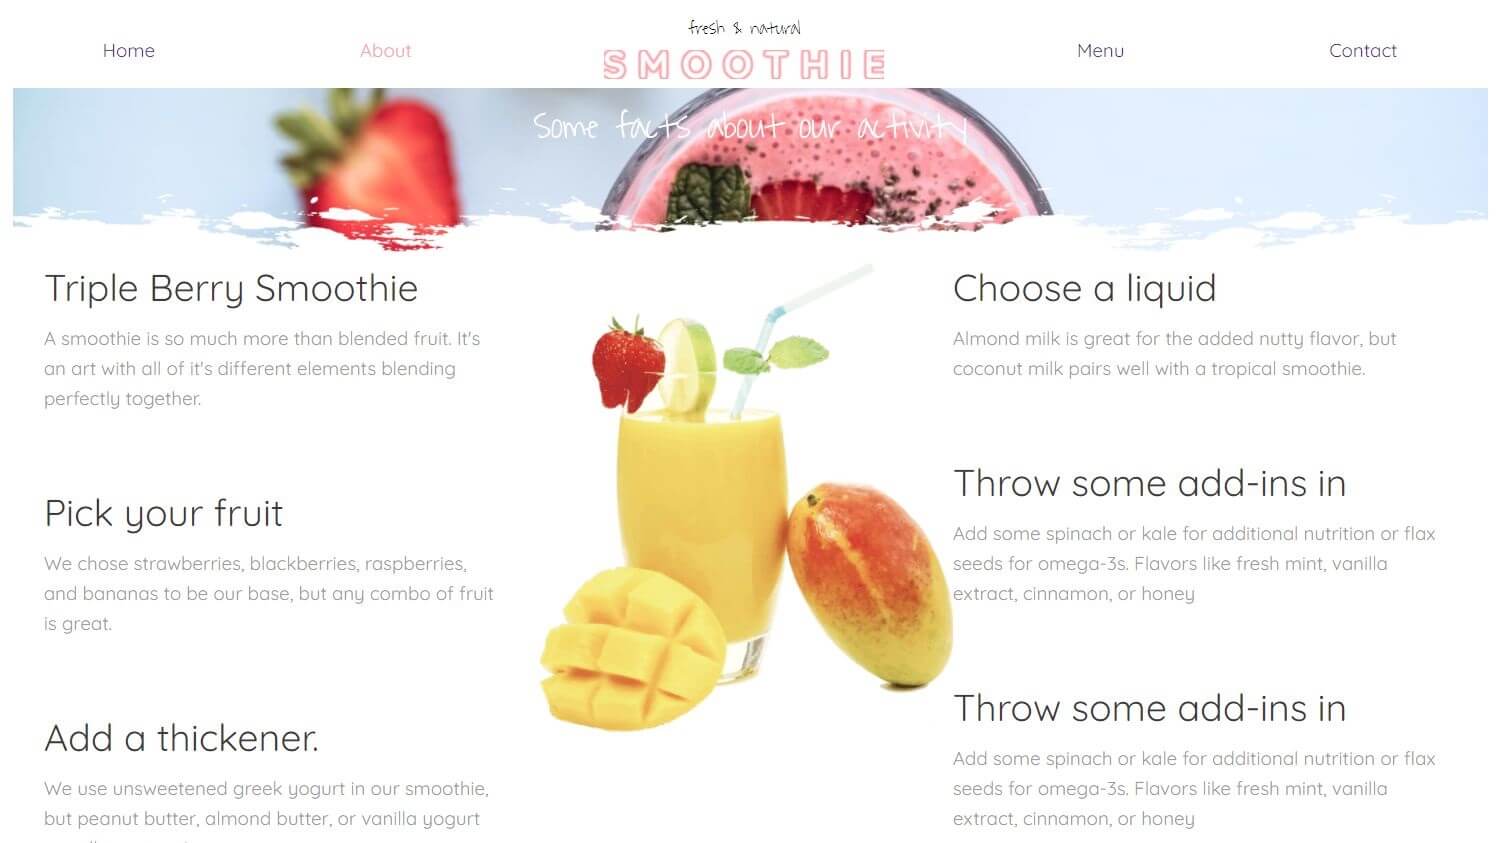 Home
About
fresh & natural
SMOOTHIE
Menu
Contact
Some facts about our activity
Triple Berry Smoothie
A smoothie is so much more than blended fruit. It's
an art with all of it's different elements blending
perfectly together.
Pick your fruit
We chose strawberries, blackberries, raspberries,
and bananas to be our base, but any combo of fruit
is great.
Add a thickener.
We use unsweetened greek yogurt in our smoothie,
but peanut butter, almond butter, or vanilla yogurt
Choose a liquid
Almond milk is great for the added nutty flavor, but
coconut milk pairs well with a tropical smoothie.
Throw some add-ins in
Add some spinach or kale for additional nutrition or flax
seeds for omega-3s. Flavors like fresh mint, vanilla
extract, cinnamon, or honey
Throw some add-ins in
Add some spinach or kale for additional nutrition or flax
seeds for omega-3s. Flavors like fresh mint, vanilla
extract, cinnamon, or honey